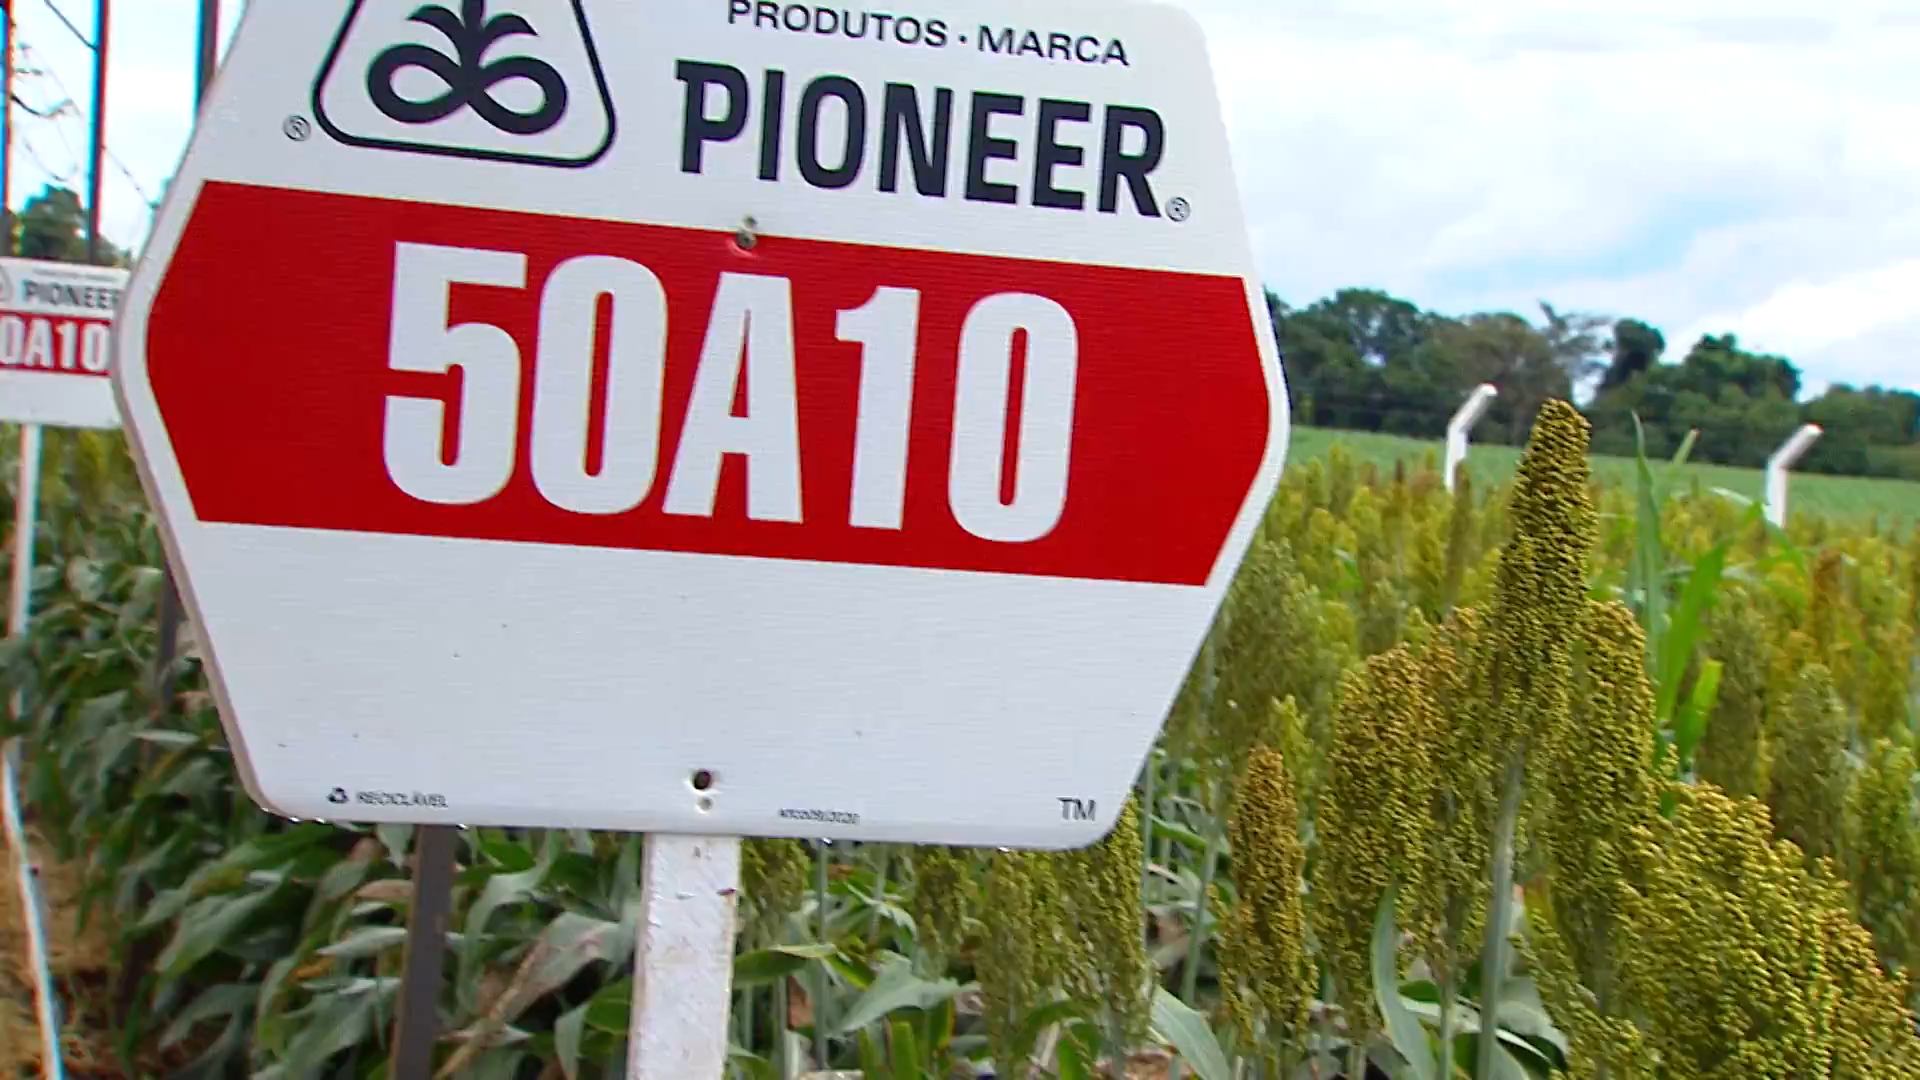 PRODUTOS · MARCA
PIONEER®
®
50A10
PIONEER
0A10
RECICLÁVEL
TM